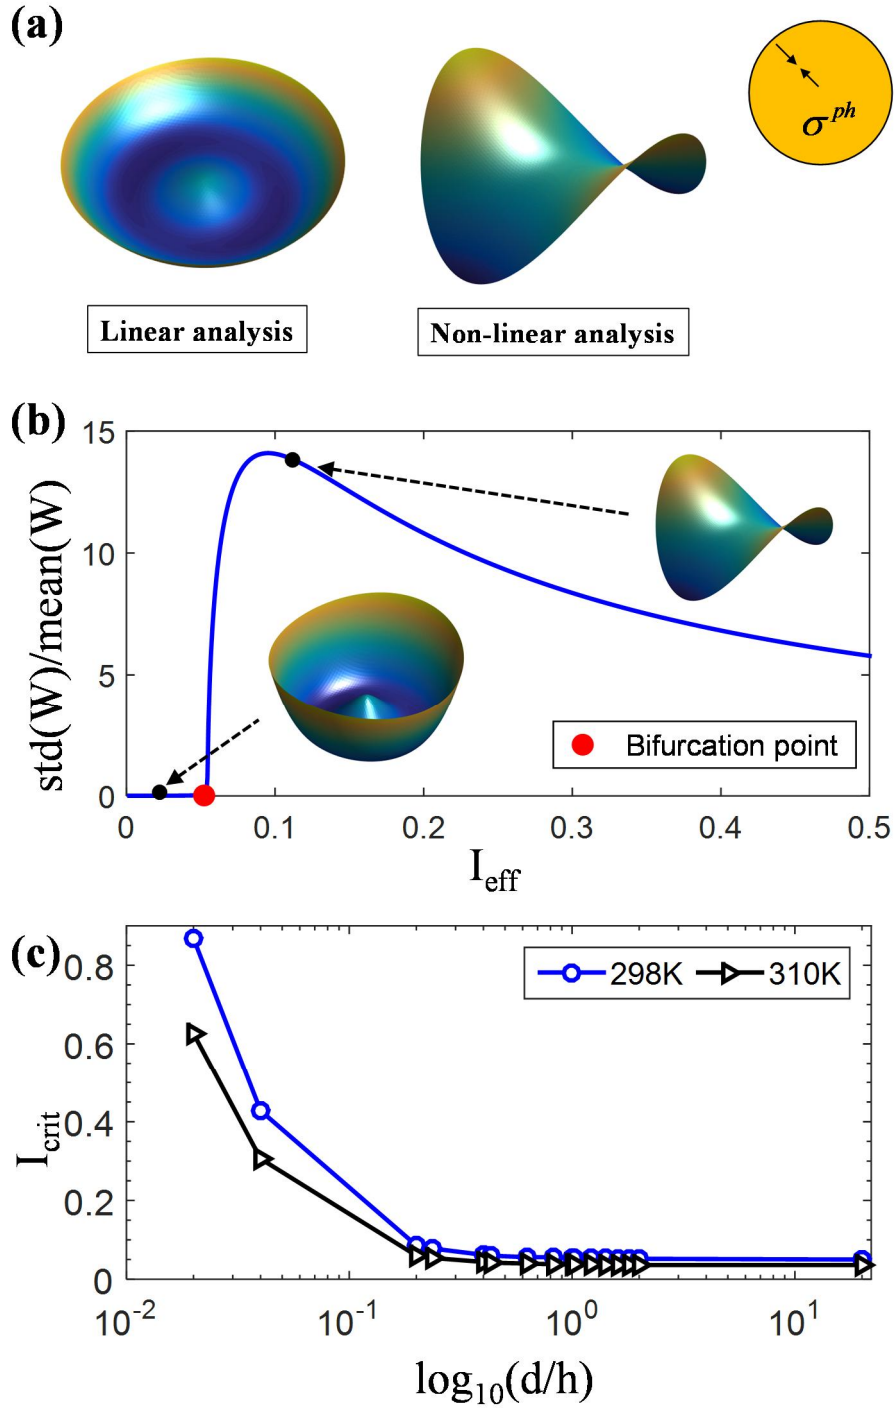 (a)
σ^ph
Linear analysis
Non-linear analysis
(b)
std(W)/mean(W)
15
10
5
0
0 0.1 0.2 0.3 0.4 0.5
I_eff
Bifurcation point
(c)
I_crit
298K 310K
0.8
0.6
0.4
0.2
0
10^-2 10^-1 10^0 10^1
log_10(d/h)